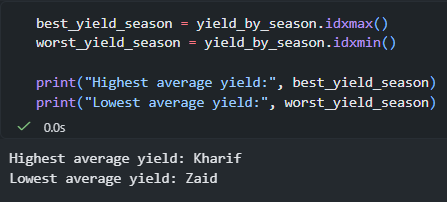 best_yield_season = yield_by_season.idxmax()
worst_yield_season = yield_by_season.idxmin()
print("Highest average yield:", best_yield_season)
print("Lowest average yield:", worst_yield_season)
0.0s
Highest average yield: Kharif
Lowest average yield: Zaid